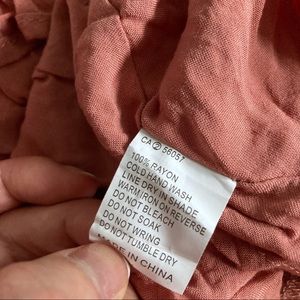 CA 56057
100% RAYON
COLD HAND WASH
LINE DRY IN SHADE
WARM IRON ON REVERSE
DO NOT BLEACH
DO NOT SOAK
DO NOT WRING
DO NOT TUMBLE DRY
MADE IN CHINA